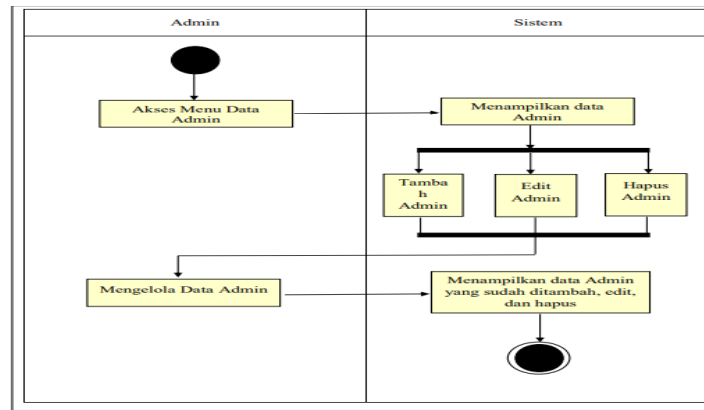 Admin
Sistem
Akses Menu Data
Admin
Menampilkan data
Admin
Tamba
h
Admin
Edit
Admin
Hapus
Admin
Mengelola Data Admin
Menampilkan data Admin
yang sudah ditambah, edit,
dan hapus